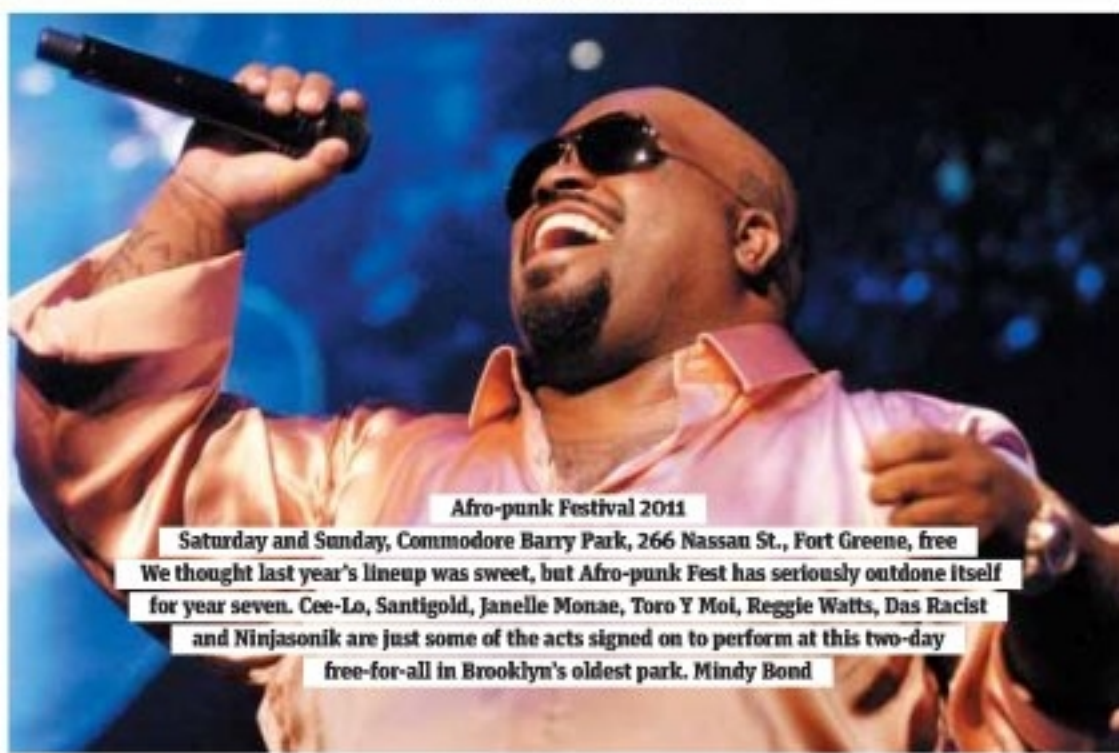 Afro-punk Festival 2011
Saturday and Sunday, Commodore Barry Park, 266 Nassau St., Fort Greene, free
We thought last year's lineup was sweet, but Afro-punk Fest has seriously outdone itself
for year seven. Cee-Lo, Santigold, Janelle Monae, Toro Y Moi, Reggie Watts, Das Racist
and Ninjasonik are just some of the acts signed on to perform at this two-day
free-for-all in Brooklyn's oldest park. Mindy Bond